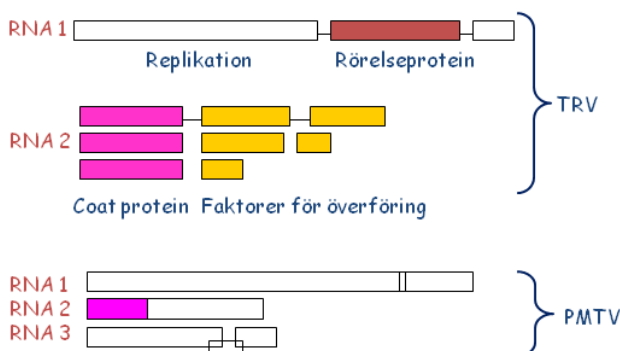 RNA 1
Replikation Rörelseprotein
TRV
RNA 2
Coat protein Faktorer för överföring
RNA 1
RNA 2
PMTV
RNA 3